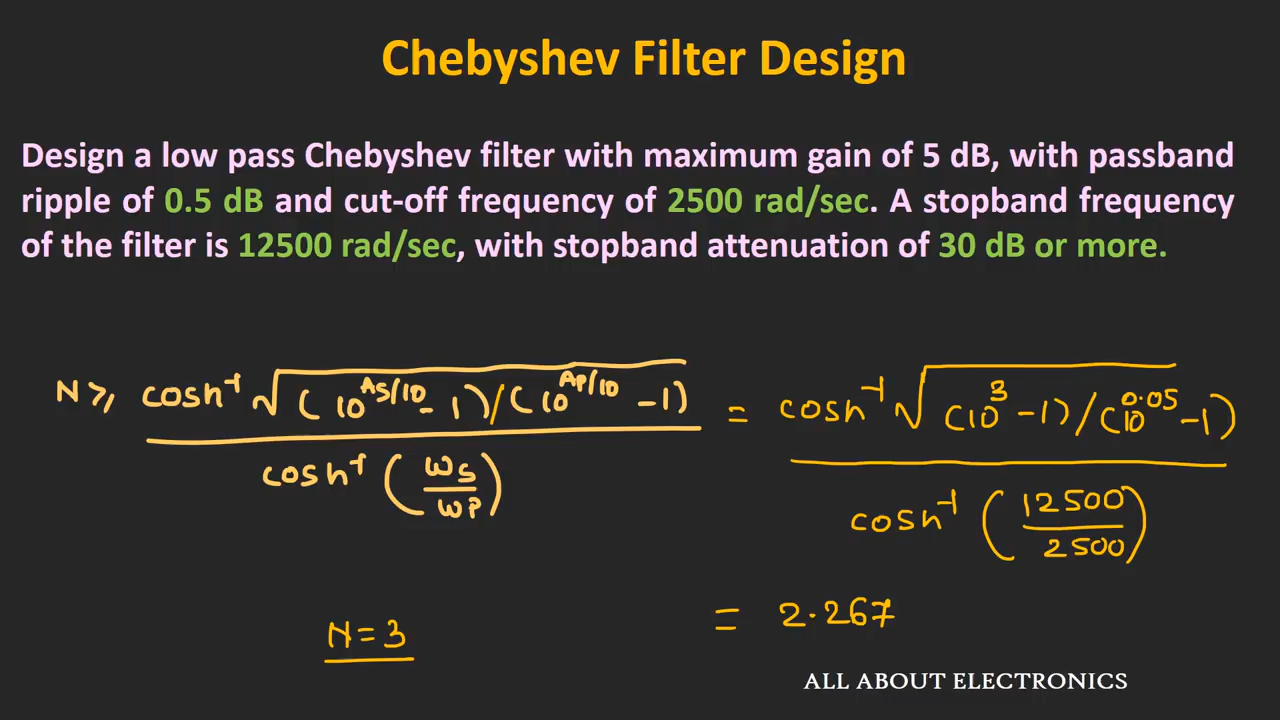 Chebyshev Filter Design
Design a low pass Chebyshev filter with maximum gain of 5 dB, with passband
ripple of 0.5 dB and cut-off frequency of 2500 rad/sec. A stopband frequency
of the filter is 12500 rad/sec, with stopband attenuation of 30 dB or more.
N ≥ cosh⁻¹ √(10^(As/10) - 1)/(10^(Ap/10) - 1) = cosh⁻¹ √(10³ - 1)/(10^0.05 - 1)
cosh⁻¹ (ωs/ωp) cosh⁻¹ (12500/2500)
= 2.267
N = 3
ALL ABOUT ELECTRONICS